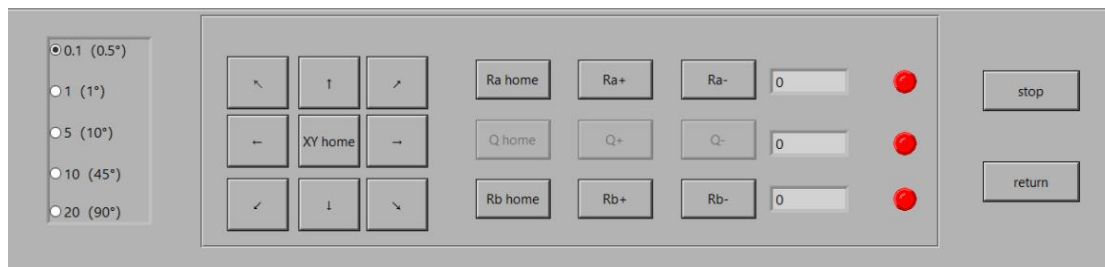 0.1 (0.5°)
1 (1°)
5 (10°)
10 (45°)
20 (90°)
↖ ↑ ↗
← XY home →
↙ ↓ ↘
Ra home Ra+ Ra- 0
Q home Q+ Q- 0
Rb home Rb+ Rb- 0
stop
return